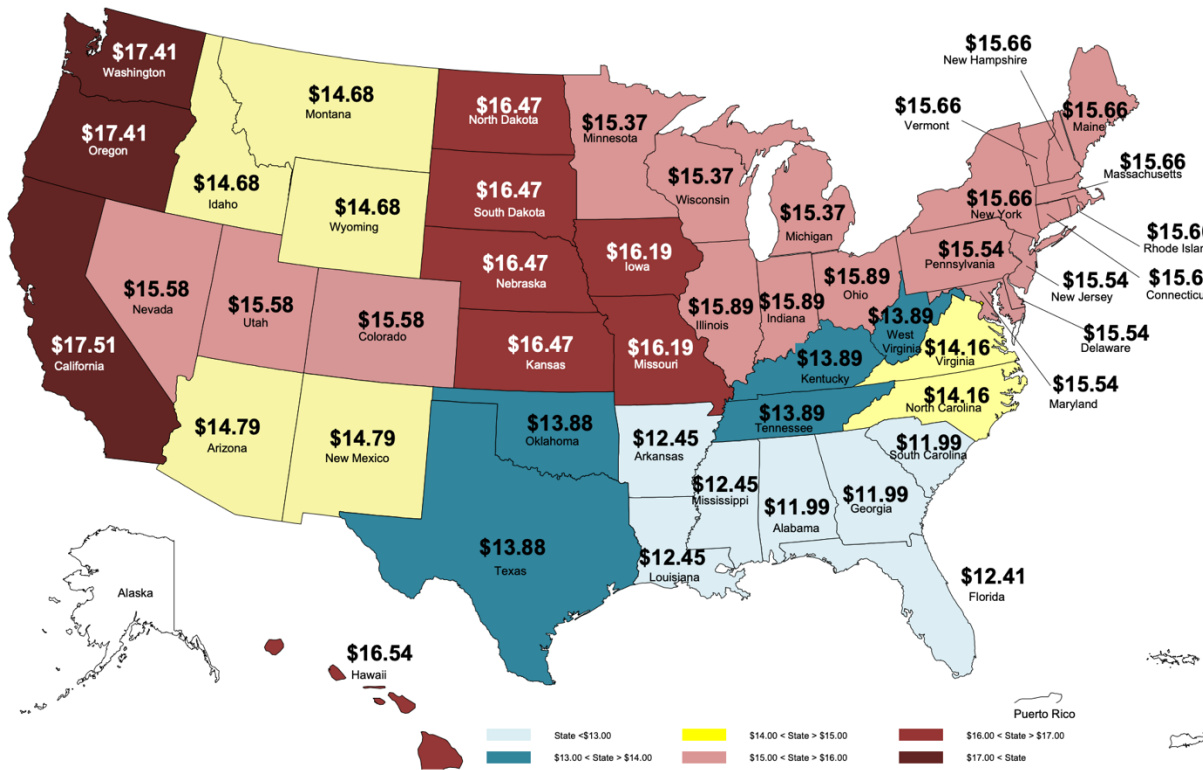 $17.41
Washington
$17.41
Oregon
$17.51
California
$14.68
Montana
$14.68
Idaho
$14.68
Wyoming
$15.58
Nevada
$15.58
Utah
$15.58
Colorado
$14.79
Arizona
$14.79
New Mexico
$16.47
North Dakota
$16.47
South Dakota
$16.47
Nebraska
$16.47
Kansas
$15.37
Minnesota
$15.37
Wisconsin
$15.37
Michigan
$16.19
Iowa
$16.19
Missouri
$15.89
Illinois
$15.89
Indiana
$15.89
Ohio
$13.88
Oklahoma
$13.88
Texas
$12.45
Arkansas
$12.45
Mississippi
$12.45
Louisiana
$13.89
Kentucky
$13.89
Tennessee
$13.89
West
Virginia
$14.16
Virginia
$14.16
North Carolina
$11.99
South Carolina
$11.99
Georgia
$11.99
Alabama
$12.41
Florida
$15.66
New Hampshire
$15.66
Vermont
$15.66
Maine
$15.66
Massachusetts
$15.66
New York
$15.6
Rhode Islan
$15.6
Connecticu
$15.54
Pennsylvania
$15.54
New Jersey
$15.54
Delaware
$15.54
Maryland
Alaska
$16.54
Hawaii
Puerto Rico
State <$13.00
$14.00 < State > $15.00
$16.00 < State > $17.00
$13.00 < State > $14.00
$15.00 < State > $16.00
$17.00 < State